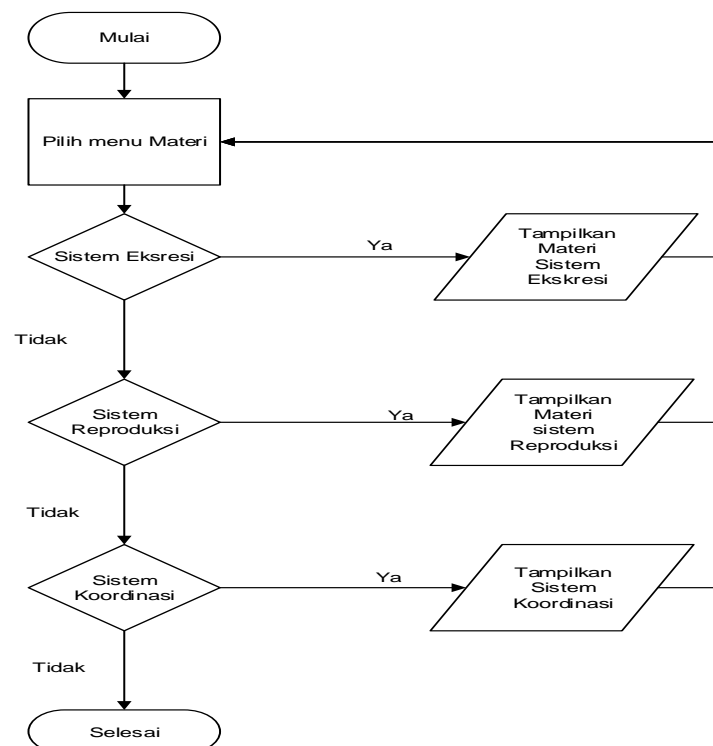 Mulai
Pilih menu Materi
Sistem Eksresi
Ya
Tampilkan
Materi
Sistem
Ekskresi
Tidak
Sistem
Reproduksi
Ya
Tampilkan
Materi
sistem
Reproduksi
Tidak
Sistem
Koordinasi
Ya
Tampilkan
Sistem
Koordinasi
Tidak
Selesai